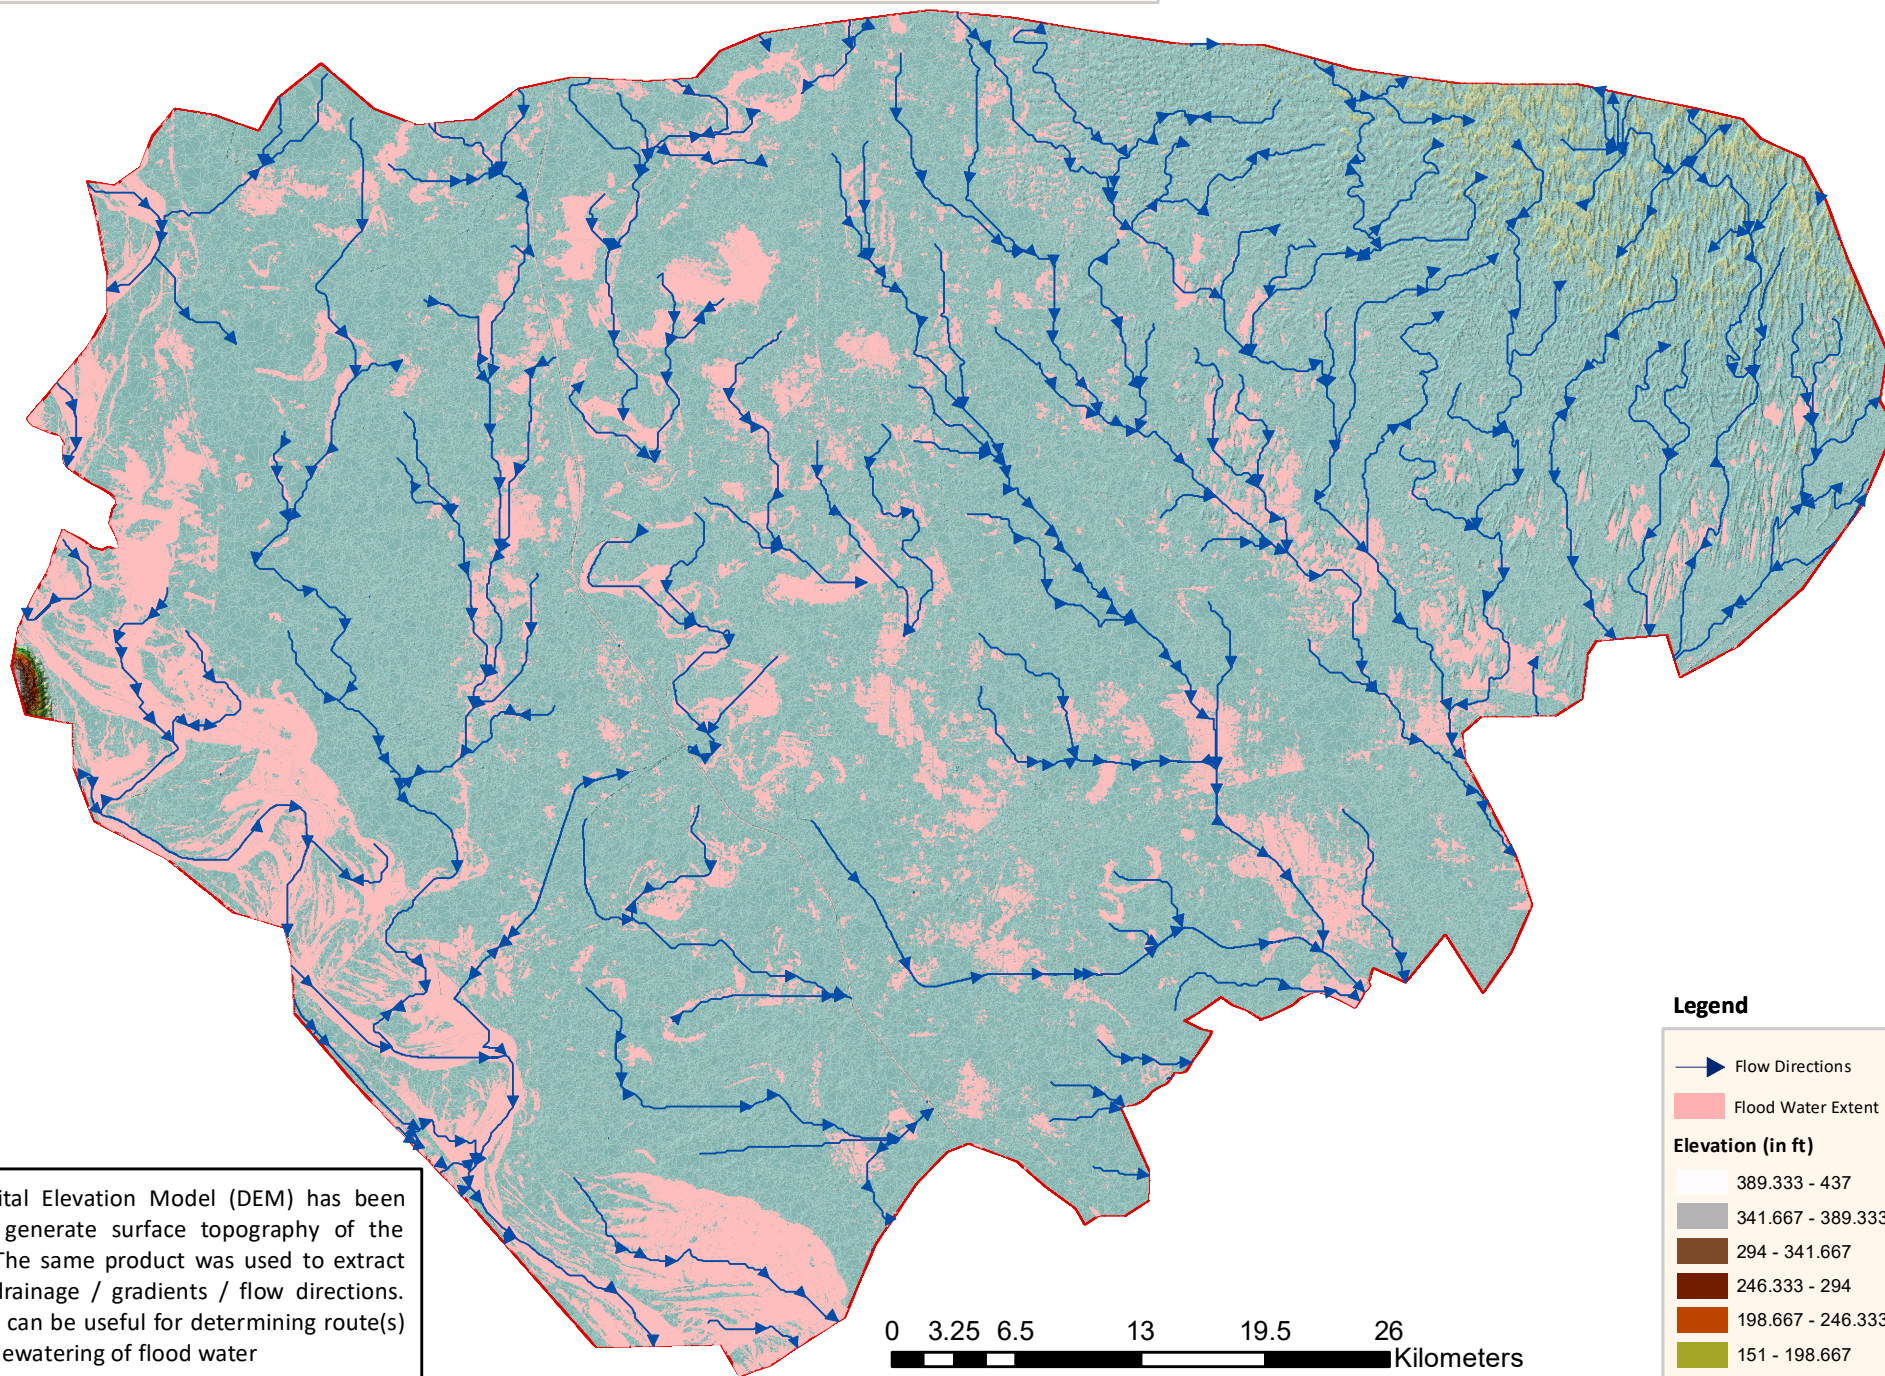 ital Elevation Model (DEM) has been
generate surface topography of the
The same product was used to extract
drainage / gradients / flow directions.
can be useful for determining route(s)
ewatering of flood water
0 3.25 6.5 13 19.5 26
Kilometers
Legend
Flow Directions
Flood Water Extent
Elevation (in ft)
389.333 - 437
341.667 - 389.333
294 - 341.667
246.333 - 294
198.667 - 246.333
151 - 198.667